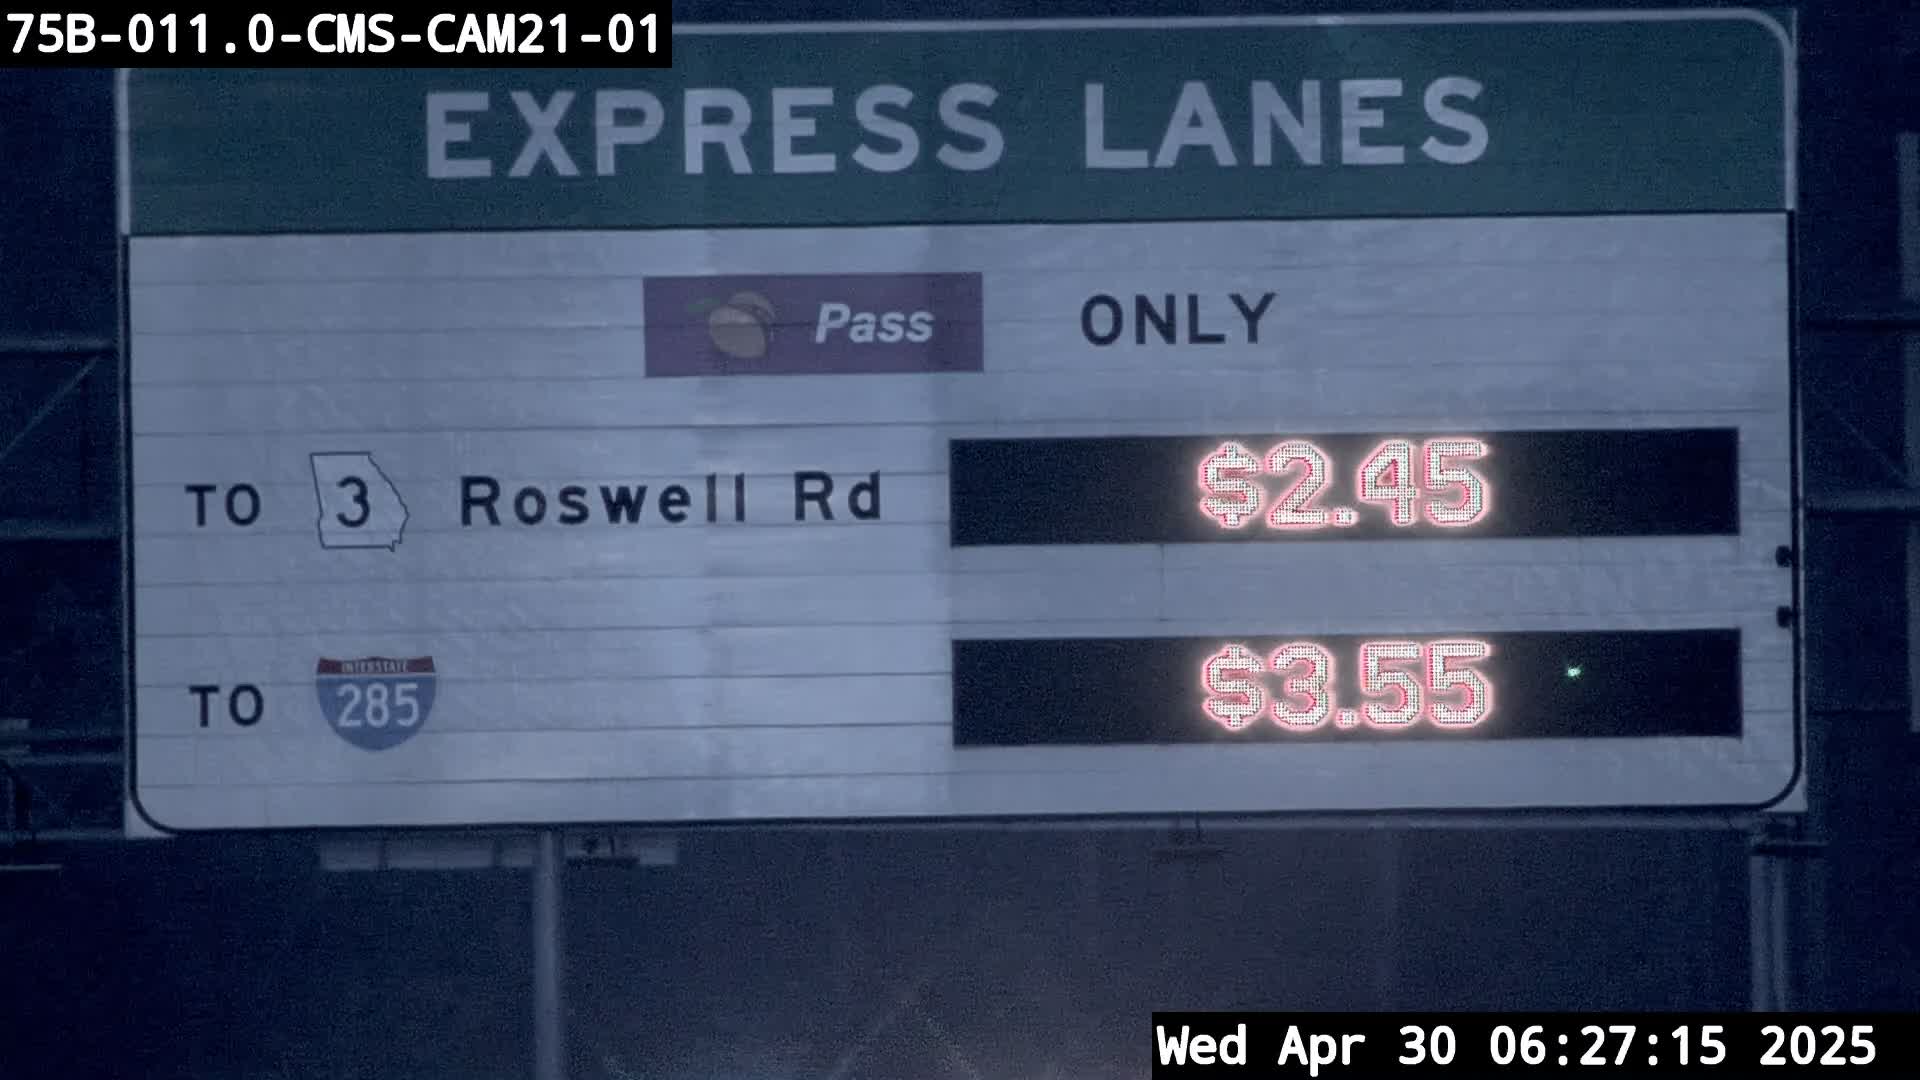 75B-011.0-CMS-CAM21-01
EXPRESS LANES
Pass ONLY
TO 3 Roswell Rd $2.45
TO INTERSTATE 285 $3.55
Wed Apr 30 06:27:15 2025